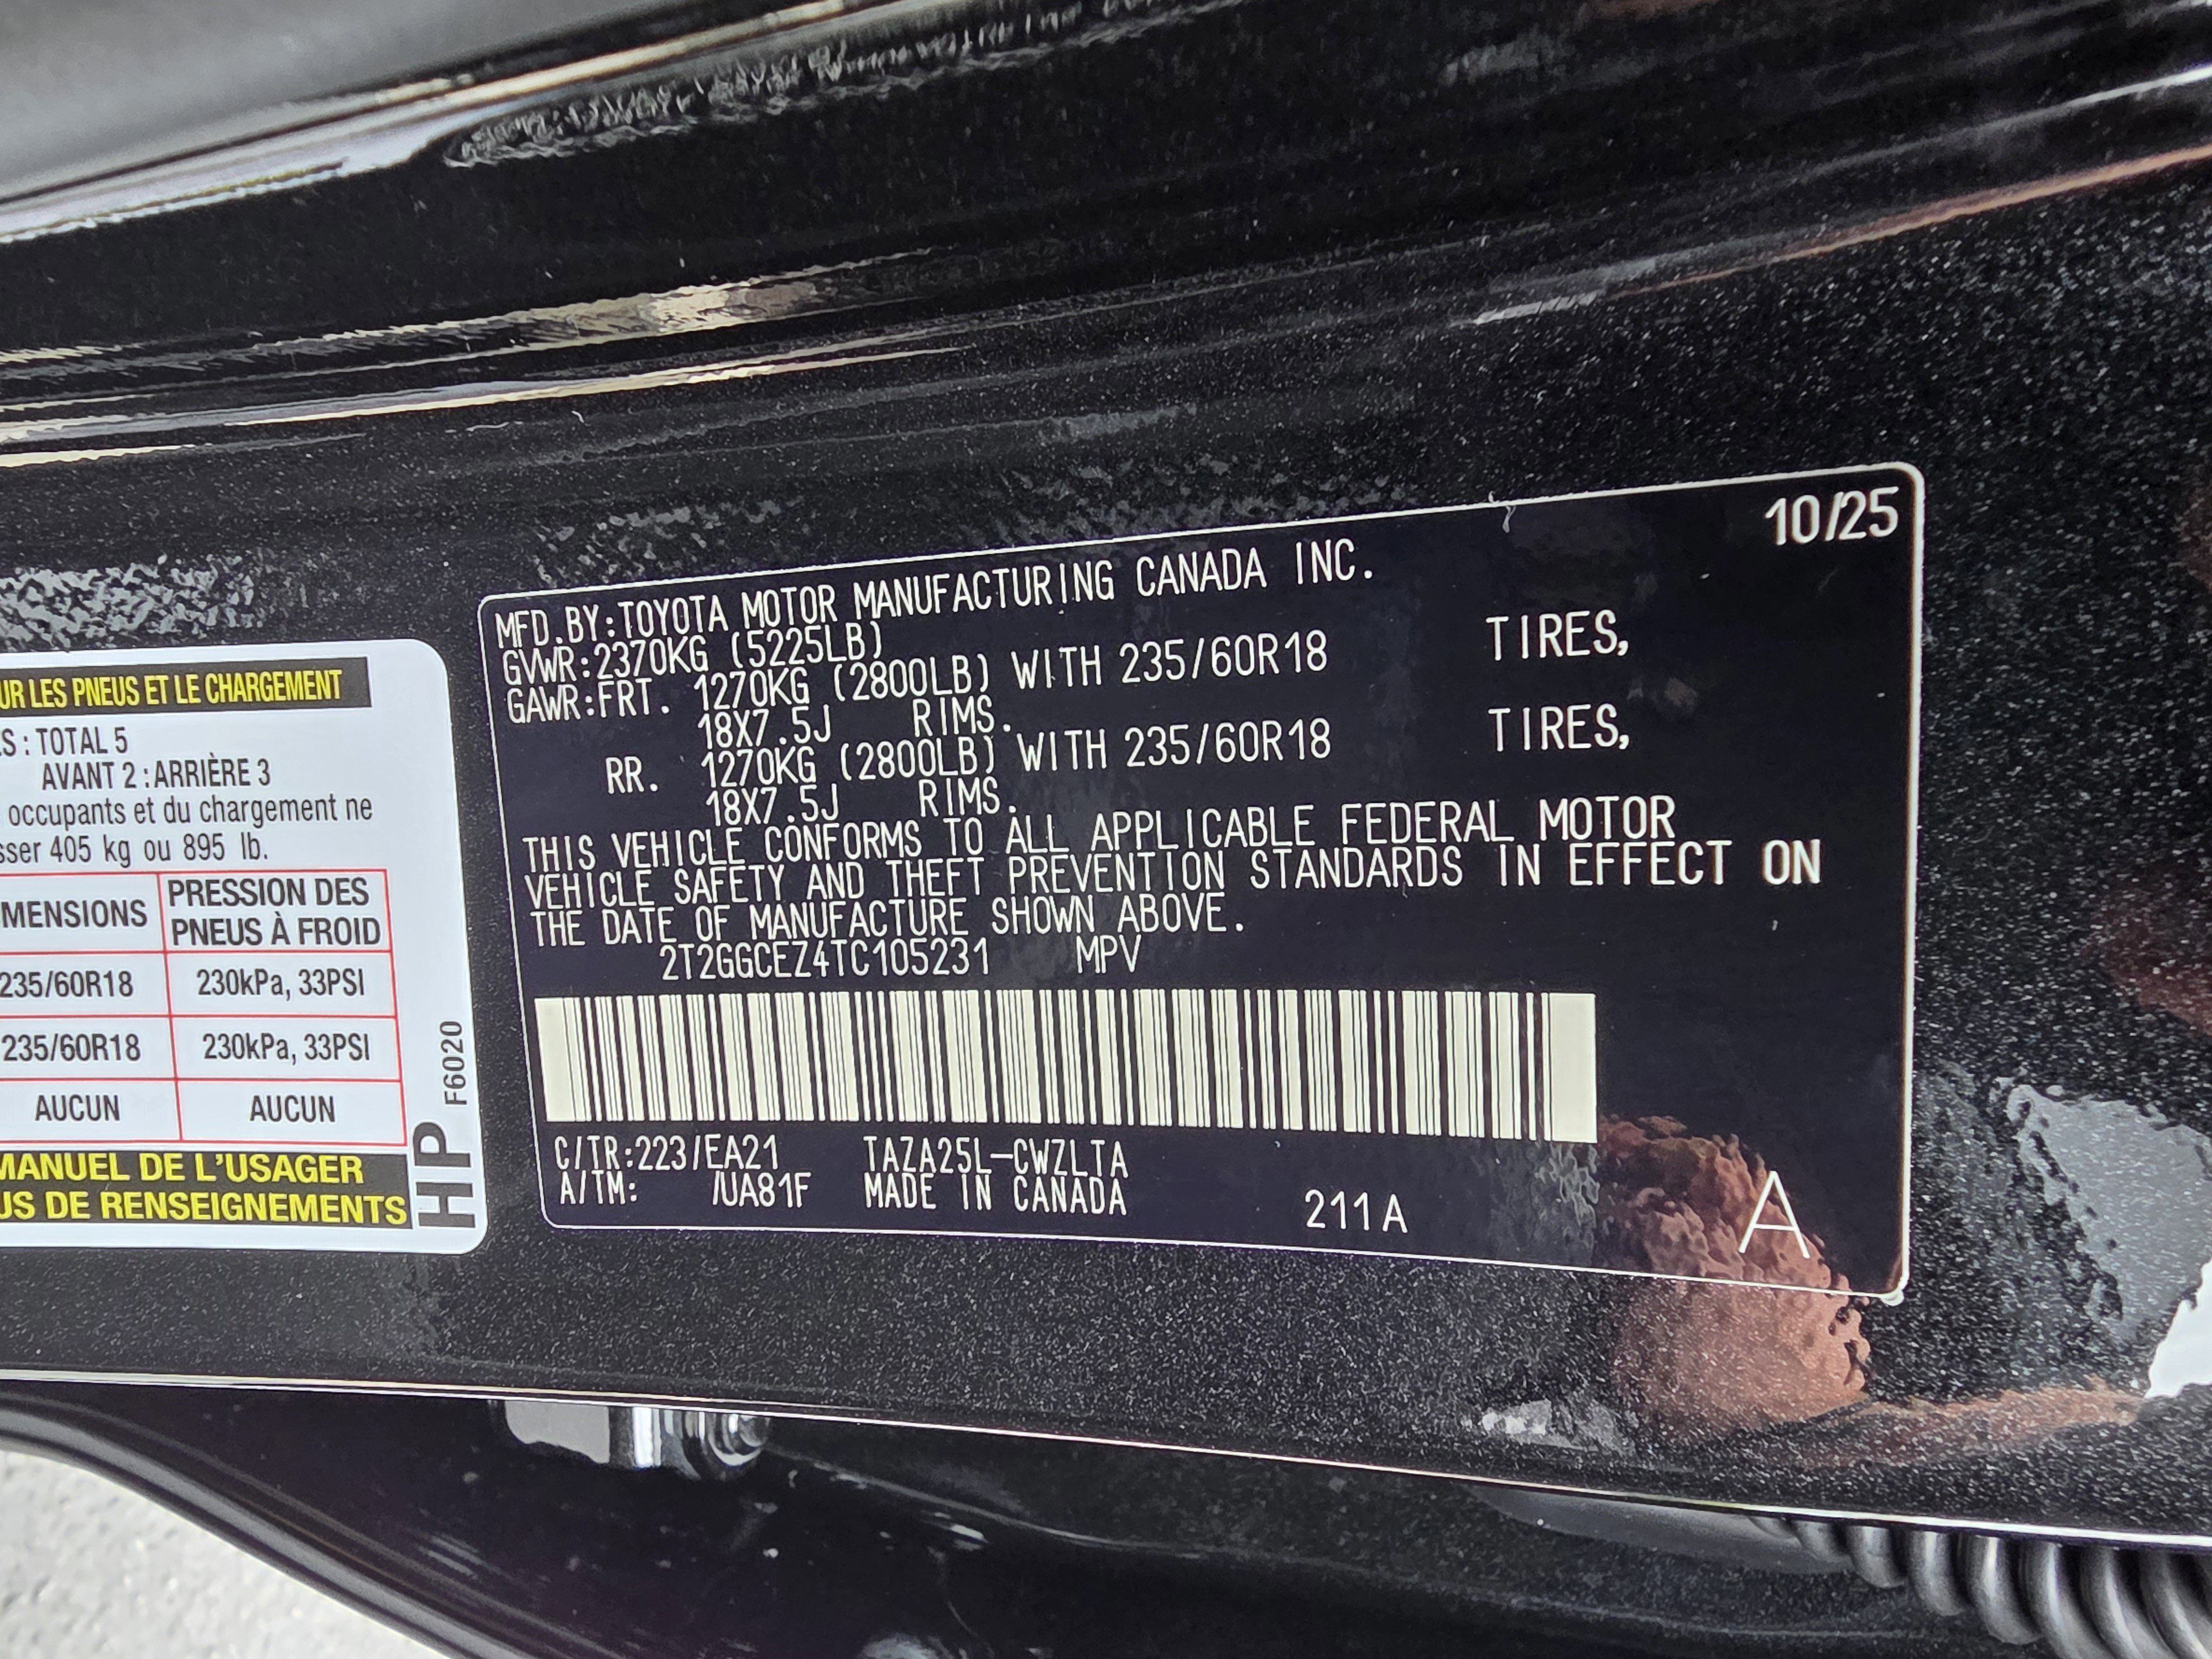 UR LES PNEUS ET LE CHARGEMENT
S : TOTAL 5
AVANT 2 : ARRIÈRE 3
occupants et du chargement ne
sser 405 kg ou 895 lb.
MENSIONS PRESSION DES
PNEUS À FROID
235/60R18 230kPa, 33PSI
235/60R18 230kPa, 33PSI
AUCUN AUCUN
MANUEL DE L'USAGER
US DE RENSEIGNEMENTS
HP F6020
10/25
MFD.BY:TOYOTA MOTOR MANUFACTURING CANADA INC.
GVWR:2370KG (5225LB)
GAWR:FRT. 1270KG (2800LB) WITH 235/60R18 TIRES,
18X7.5J RIMS.
RR. 1270KG (2800LB) WITH 235/60R18 TIRES,
18X7.5J RIMS.
THIS VEHICLE CONFORMS TO ALL APPLICABLE FEDERAL MOTOR
VEHICLE SAFETY AND THEFT PREVENTION STANDARDS IN EFFECT ON
THE DATE OF MANUFACTURE SHOWN ABOVE.
2T2GGCEZ4TC105231 MPV
C/TR:223/EA21 TAZA25L-CWZLTA
A/TM: /UA81F MADE IN CANADA
211A
A